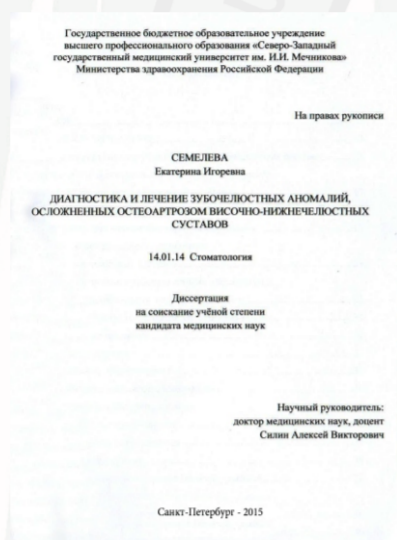 Государственное бюджетное образовательное учреждение
высшего профессионального образования «Северо-Западный
государственный медицинский университет им. И.И. Мечникова»
Министерства здравоохранения Российской Федерации
На правах рукописи
СЕМЕЛЕВА
Екатерина Игоревна
ДИАГНОСТИКА И ЛЕЧЕНИЕ ЗУБОЧЕЛЮСТНЫХ АНОМАЛИЙ,
ОСЛОЖНЕННЫХ ОСТЕОАРТРОЗОМ ВИСОЧНО-НИЖНЕЧЕЛЮСТНЫХ
СУСТАВОВ
14.01.14 Стоматология
Диссертация
на соискание учёной степени
кандидата медицинских наук
Научный руководитель:
доктор медицинских наук, доцент
Силин Алексей Викторович
Санкт-Петербург - 2015